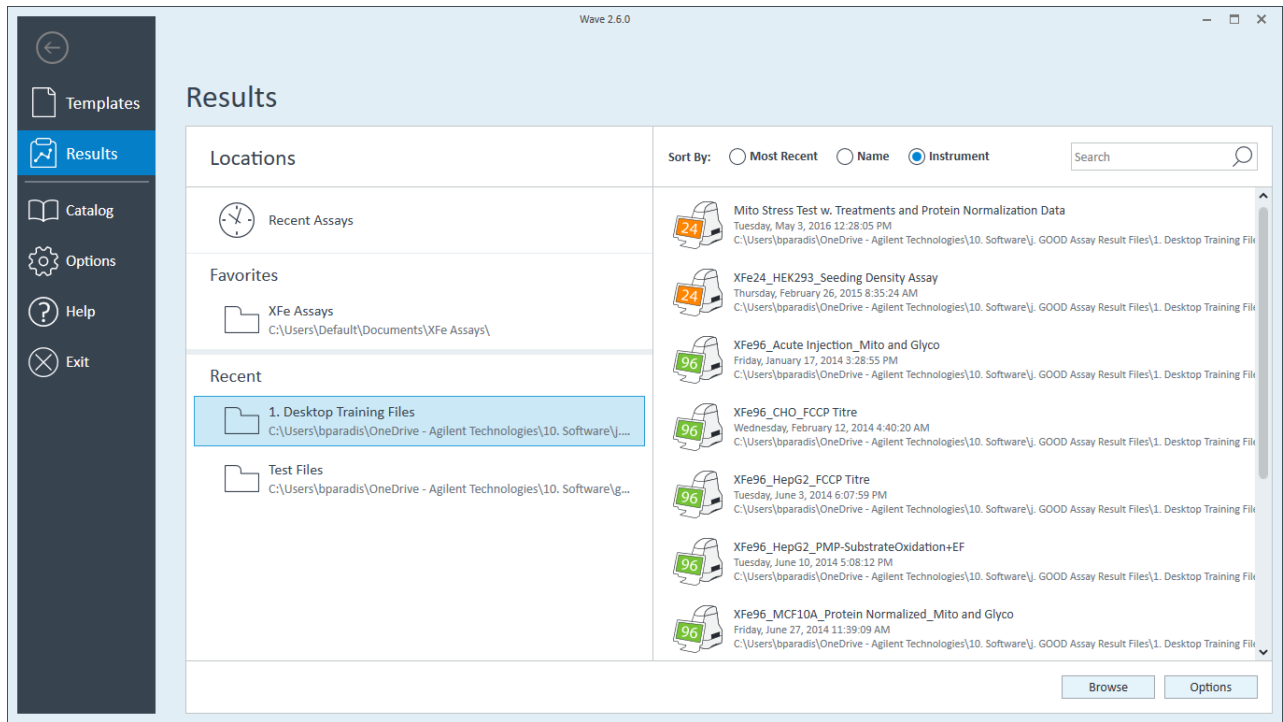 Wave 2.6.0
Templates
Results
Catalog
Options
Help
Exit
Results
Locations
Recent Assays
Favorites
XFe Assays
C:\Users\Default\Documents\XFe Assays\
Recent
1. Desktop Training Files
C:\Users\bparadis\OneDrive - Agilent Technologies\10. Software\j....
Test Files
C:\Users\bparadis\OneDrive - Agilent Technologies\10. Software\g...
Sort By: Most Recent Name Instrument
Search
24
Mito Stress Test w. Treatments and Protein Normalization Data
Tuesday, May 3, 2016 12:28:05 PM
C:\Users\bparadis\OneDrive - Agilent Technologies\10. Software\j. GOOD Assay Result Files\1. Desktop Training File
24
XFe24_HEK293_Seeding Density Assay
Thursday, February 26, 2015 8:35:24 AM
C:\Users\bparadis\OneDrive - Agilent Technologies\10. Software\j. GOOD Assay Result Files\1. Desktop Training File
96
XFe96_Acute Injection_Mito and Glyco
Friday, January 17, 2014 3:28:55 PM
C:\Users\bparadis\OneDrive - Agilent Technologies\10. Software\j. GOOD Assay Result Files\1. Desktop Training File
96
XFe96_CHO_FCCP Titre
Wednesday, February 12, 2014 4:40:20 AM
C:\Users\bparadis\OneDrive - Agilent Technologies\10. Software\j. GOOD Assay Result Files\1. Desktop Training File
96
XFe96_HepG2_FCCP Titre
Tuesday, June 3, 2014 6:07:59 PM
C:\Users\bparadis\OneDrive - Agilent Technologies\10. Software\j. GOOD Assay Result Files\1. Desktop Training File
96
XFe96_HepG2_PMP-SubstrateOxidation+EF
Tuesday, June 10, 2014 5:08:12 PM
C:\Users\bparadis\OneDrive - Agilent Technologies\10. Software\j. GOOD Assay Result Files\1. Desktop Training File
96
XFe96_MCF10A_Protein Normalized_Mito and Glyco
Friday, June 27, 2014 11:39:09 AM
C:\Users\bparadis\OneDrive - Agilent Technologies\10. Software\j. GOOD Assay Result Files\1. Desktop Training File
Browse
Options